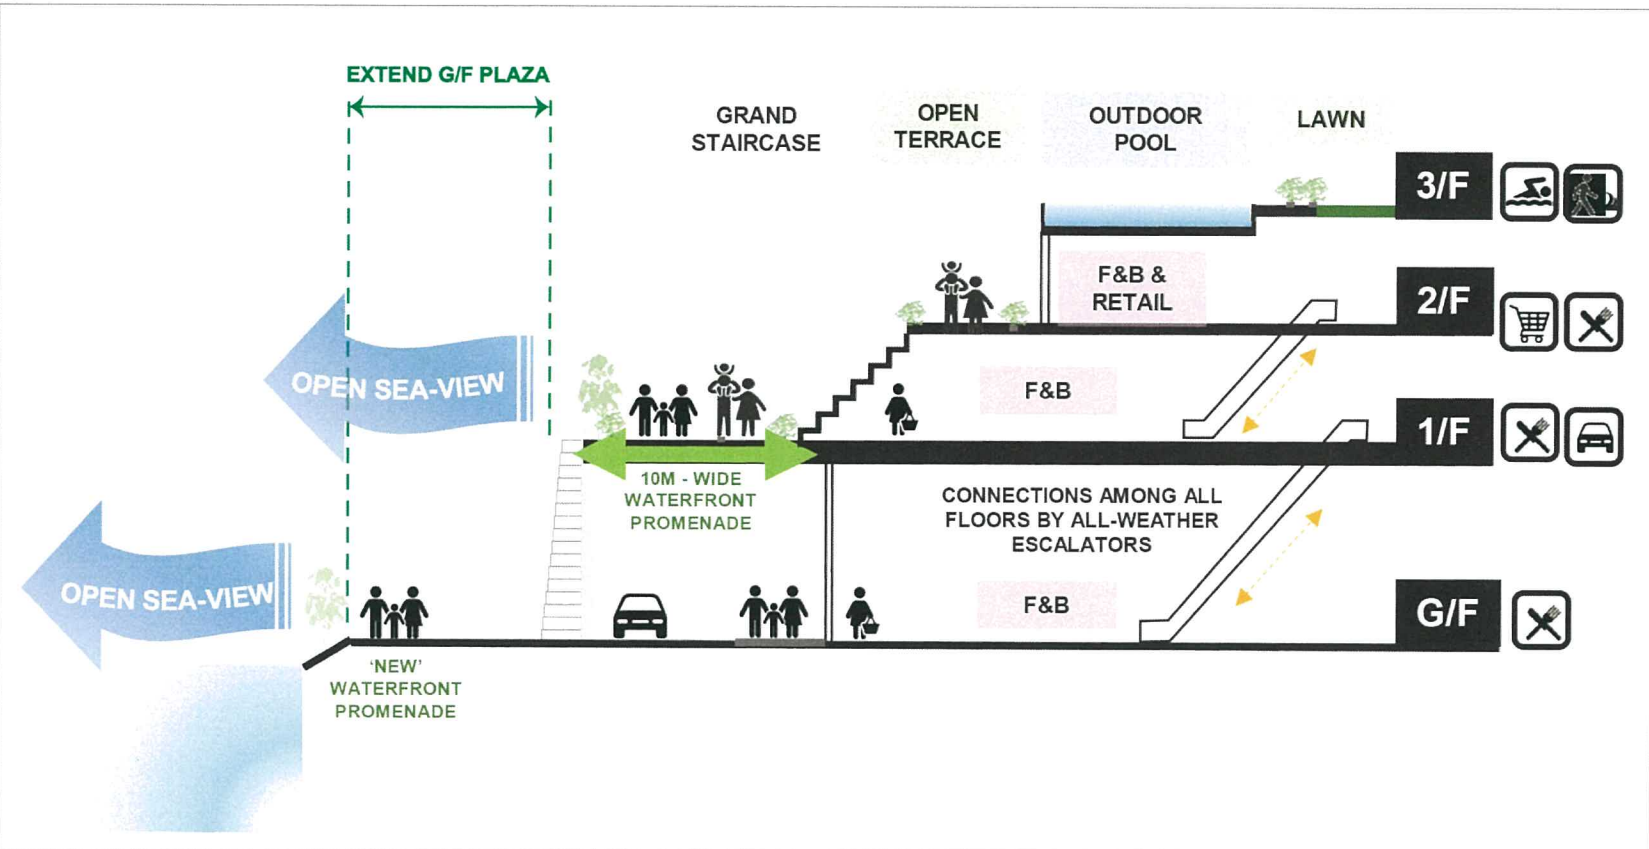 EXTEND G/F PLAZA
GRAND
STAIRCASE
OPEN
TERRACE
OUTDOOR
POOL
LAWN
3/F
F&B &
RETAIL
2/F
OPEN SEA-VIEW
F&B
1/F
10M - WIDE
WATERFRONT
PROMENADE
CONNECTIONS AMONG ALL
FLOORS BY ALL-WEATHER
ESCALATORS
OPEN SEA-VIEW
F&B
G/F
'NEW'
WATERFRONT
PROMENADE